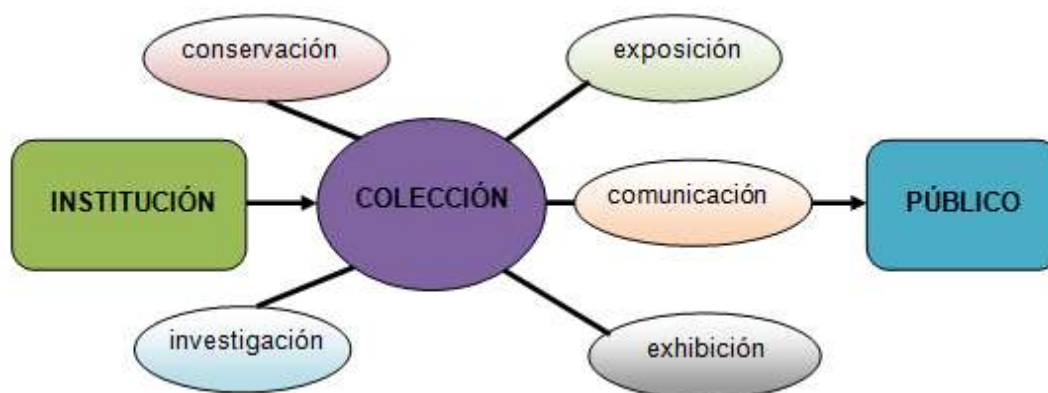 conservación
exposición
INSTITUCIÓN
COLECCIÓN
comunicación
PÚBLICO
investigación
exhibición